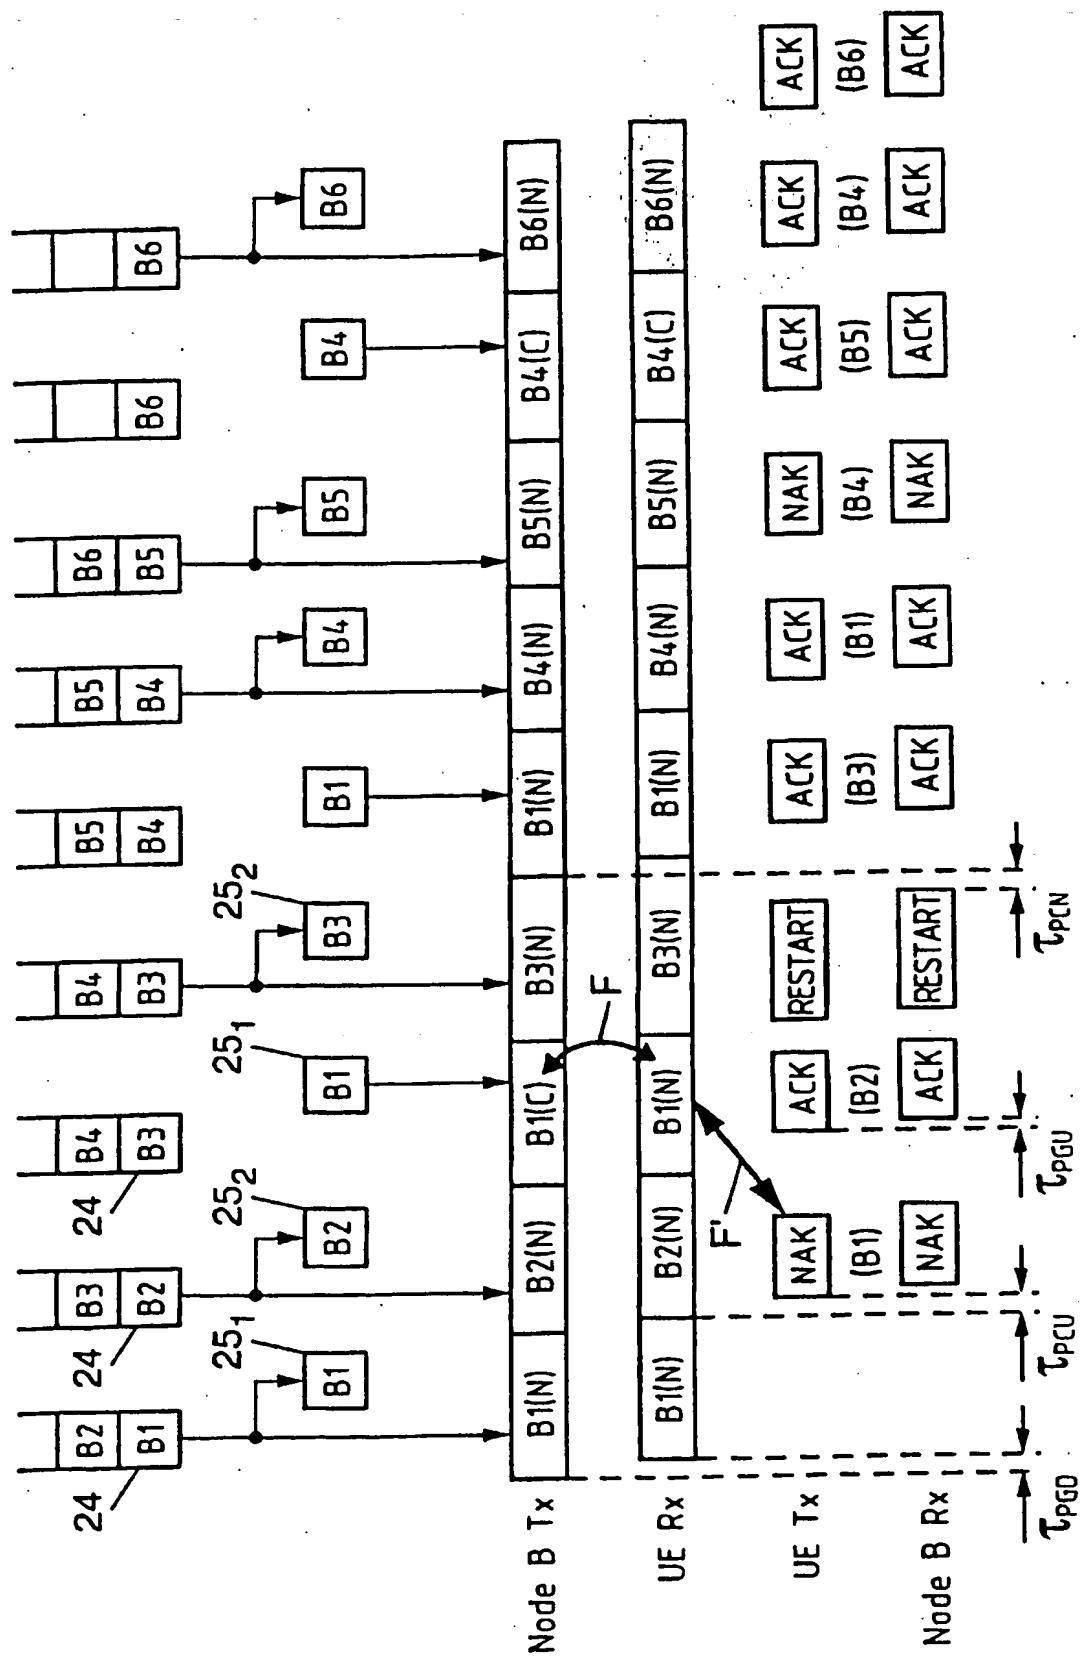 B2 B3 B4 B4 B5 B5 B6
B1 B2 B3 B3 B4 B4 B5 B6 B6
24 24 24
25₁ 25₂ 25₁ 25₂
B1 B2 B1 B3 B1 B4 B5 B4 B6
Node B Tx B1(N) B2(N) B1(C) B3(N) B1(N) B4(N) B5(N) B4(C) B6(N)
F
UE Rx B1(N) B2(N) B1(N) B3(N) B1(N) B4(N) B5(N) B4(C) B6(N)
F'
UE Tx NAK ACK RESTART ACK ACK NAK ACK ACK ACK
(B1) (B2) (B3) (B1) (B4) (B5) (B4) (B6)
Node B Rx NAK ACK RESTART ACK ACK NAK ACK ACK ACK
τPGD τPCU τPGU τPCN